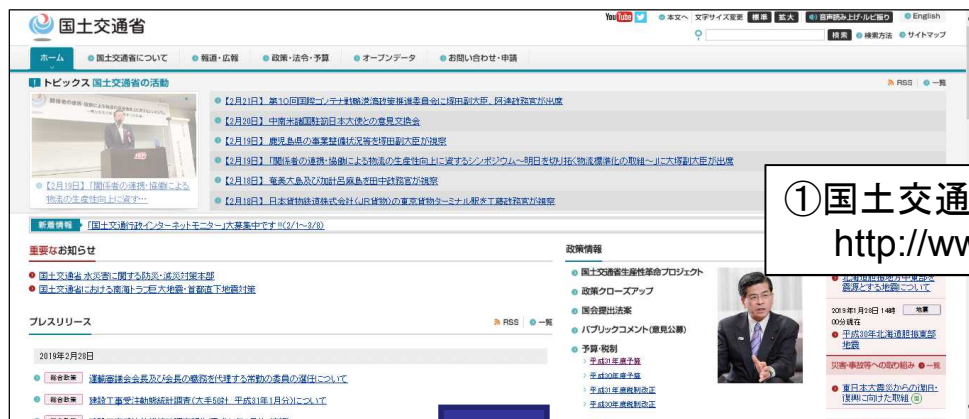 国土交通省
You Tube
本文へ 文字サイズ変更 標準 拡大 音声読み上げ・ルビ振り English
検索 検索方法 サイトマップ
ホーム 国土交通省について 報道・広報 政策・法令・予算 オープンデータ お問い合わせ・申請
トピックス 国土交通省の活動
RSS 一覧
【2月21日】 第10回国際コンテナ戦略港湾政策推進委員会に塚田副大臣、阿達政務官が出席
【2月20日】 中南米諸国駐初日本大使との意見交換会
【2月19日】 鹿児島県の事業整備状況等を塚田副大臣が視察
【2月19日】 「関係者の連携・協働による物流の生産性向上に資するシンポジウム~明日を切り拓く物流標準化の取組~」に大塚副大臣が出席
【2月18日】 奄美大島及び加計呂麻島を田中政務官が視察
【2月18日】 日本貨物鉄道株式会社(JR貨物)の東京貨物ターミナル駅を工藤政務官が視察
【2月19日】 「関係者の連携・協働による
物流の生産性向上に資す…
新着情報 「国土交通行政インターネットモニター」大募集中です!!(2/1~3/8)
①国土交通
http://ww
重要なお知らせ
国土交通省 水災害に関する防災・減災対策本部
国土交通省における南海トラフ巨大地震・首都直下地震対策
プレスリリース
RSS 一覧
2019年2月28日
総合政策 運輸審議会会長及び会長の職務を代理する常勤の委員の選任について
総合政策 建設工事受注動態統計調査(大手50社 平成31年1月分)について
政策情報
国土交通省生産性革命プロジェクト
政策クローズアップ
国会提出法案
パブリックコメント(意見公募)
予算・税制
平成31年度予算
平成30年度予算
平成31年度税制改正
平成30年度税制改正
北海道胆振地方中東部を
震源とする地震について
2019年1月28日 14時 地震
00分現在
平成30年北海道胆振東部
地震
災害・事故等への取り組み 一覧
東日本大震災からの復旧・
復興に向けた取組